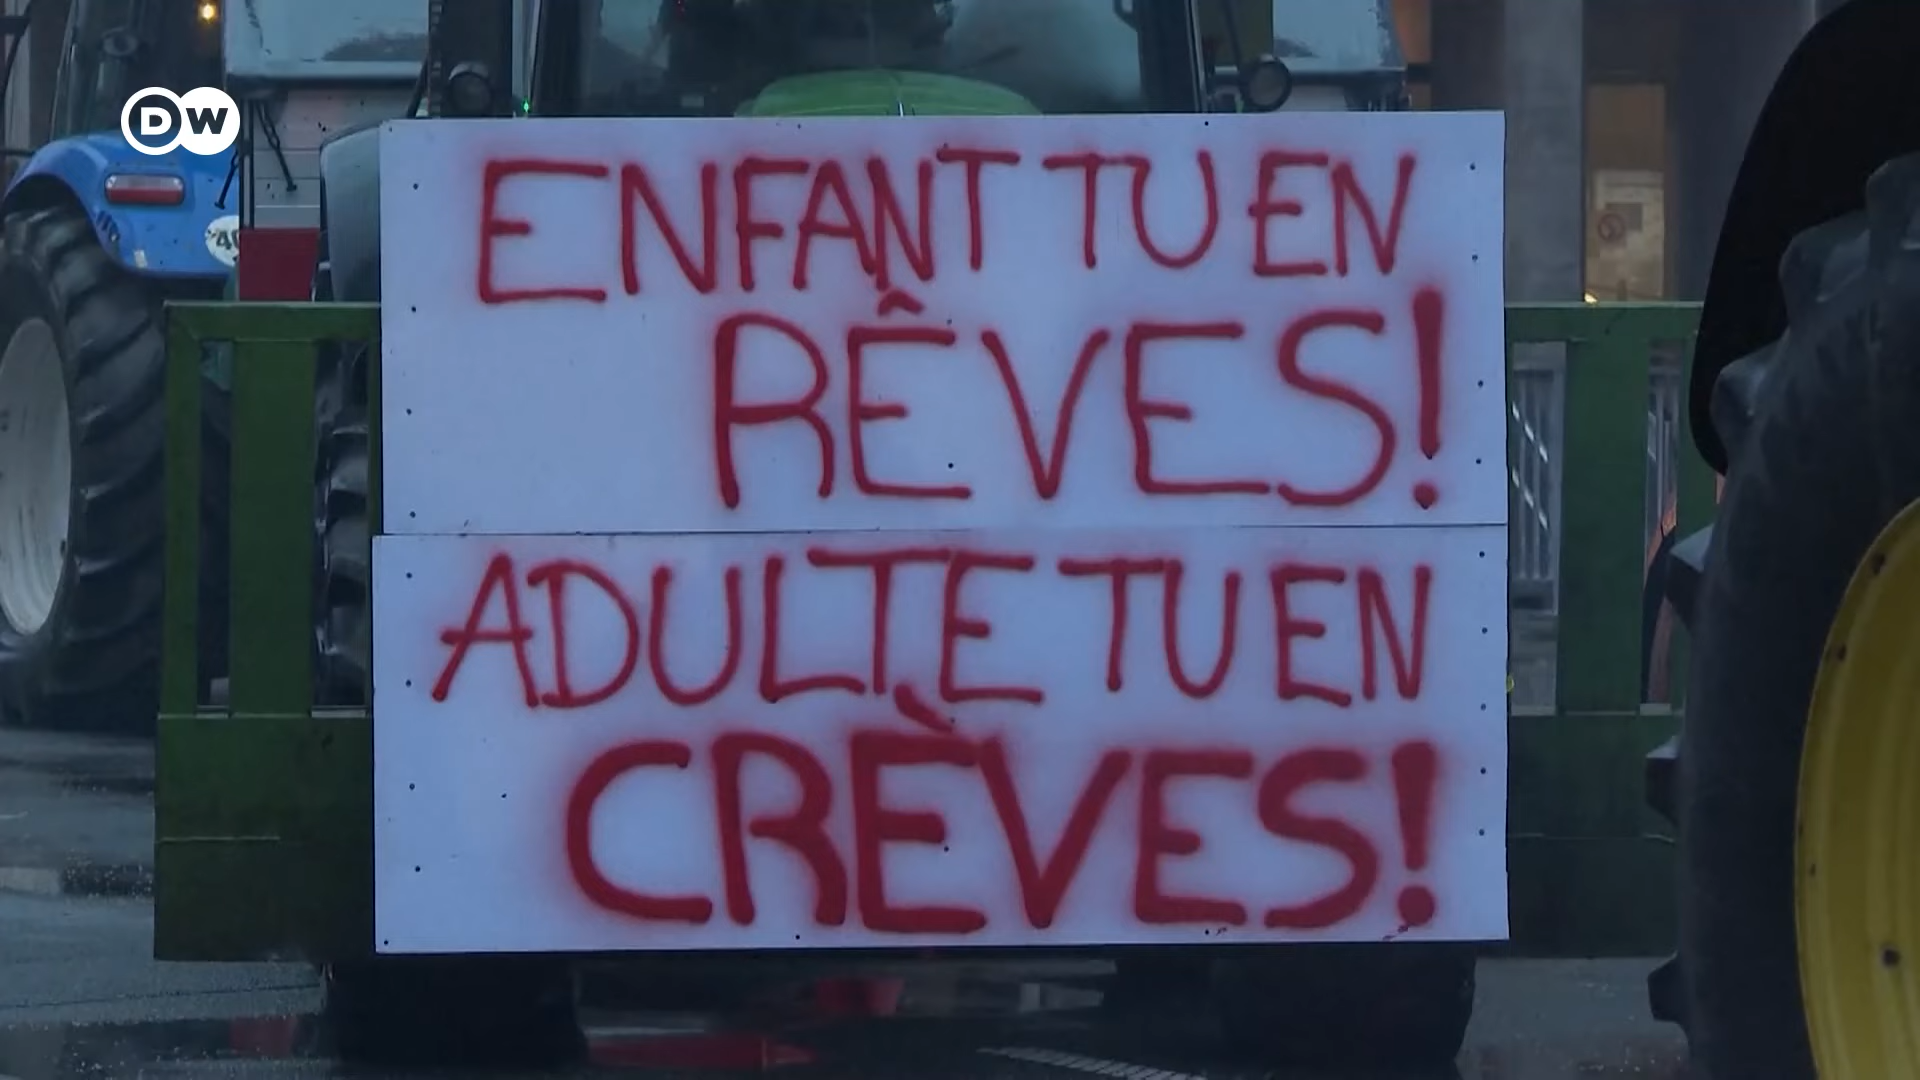 DW
ENFANT TU EN
RÊVES!
ADULTE TU EN
CRÈVES!